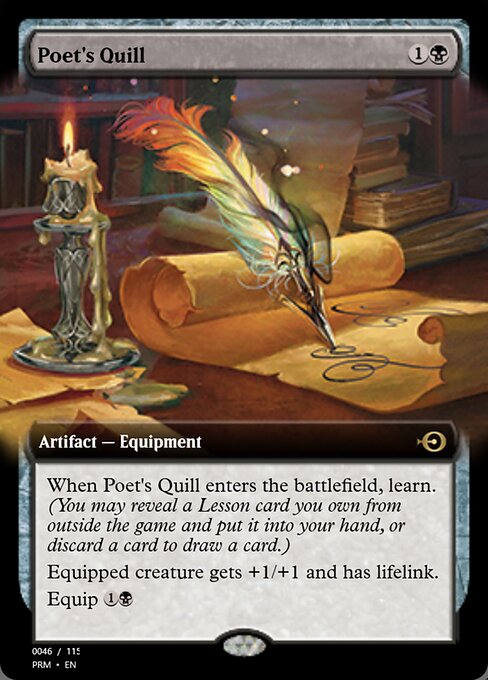 Poet's Quill 1
Artifact — Equipment
When Poet's Quill enters the battlefield, learn.
(You may reveal a Lesson card you own from
outside the game and put it into your hand, or
discard a card to draw a card.)
Equipped creature gets +1/+1 and has lifelink.
Equip 1
0046 / 115
PRM • EN